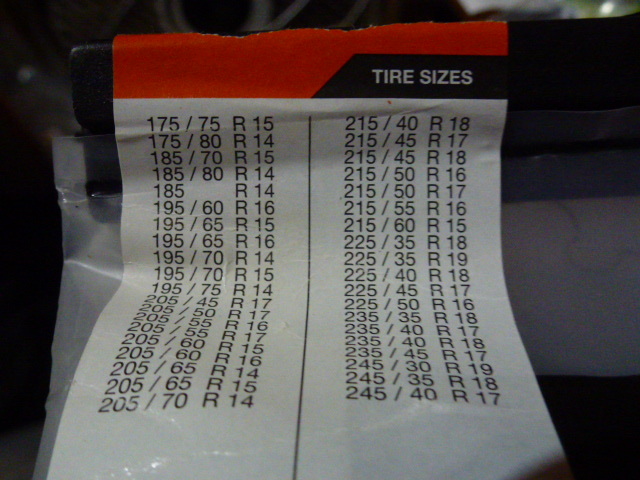 TIRE SIZES
175 / 75 R 15
175 / 80 R 14
185 / 70 R 15
185 / 80 R 14
185 R 14
195 / 60 R 16
195 / 65 R 15
195 / 65 R 16
195 / 70 R 14
195 / 70 R 15
195 / 75 R 14
205 / 45 R 17
205 / 50 R 17
205 / 55 R 16
205 / 60 R 15
205 / 60 R 16
205 / 65 R 14
205 / 65 R 15
205 / 70 R 14
215 / 40 R 18
215 / 45 R 17
215 / 45 R 18
215 / 50 R 16
215 / 50 R 17
215 / 55 R 16
215 / 60 R 15
225 / 35 R 18
225 / 35 R 19
225 / 40 R 18
225 / 45 R 17
225 / 50 R 16
235 / 35 R 18
235 / 40 R 17
235 / 40 R 18
235 / 45 R 17
245 / 30 R 19
245 / 35 R 18
245 / 40 R 17